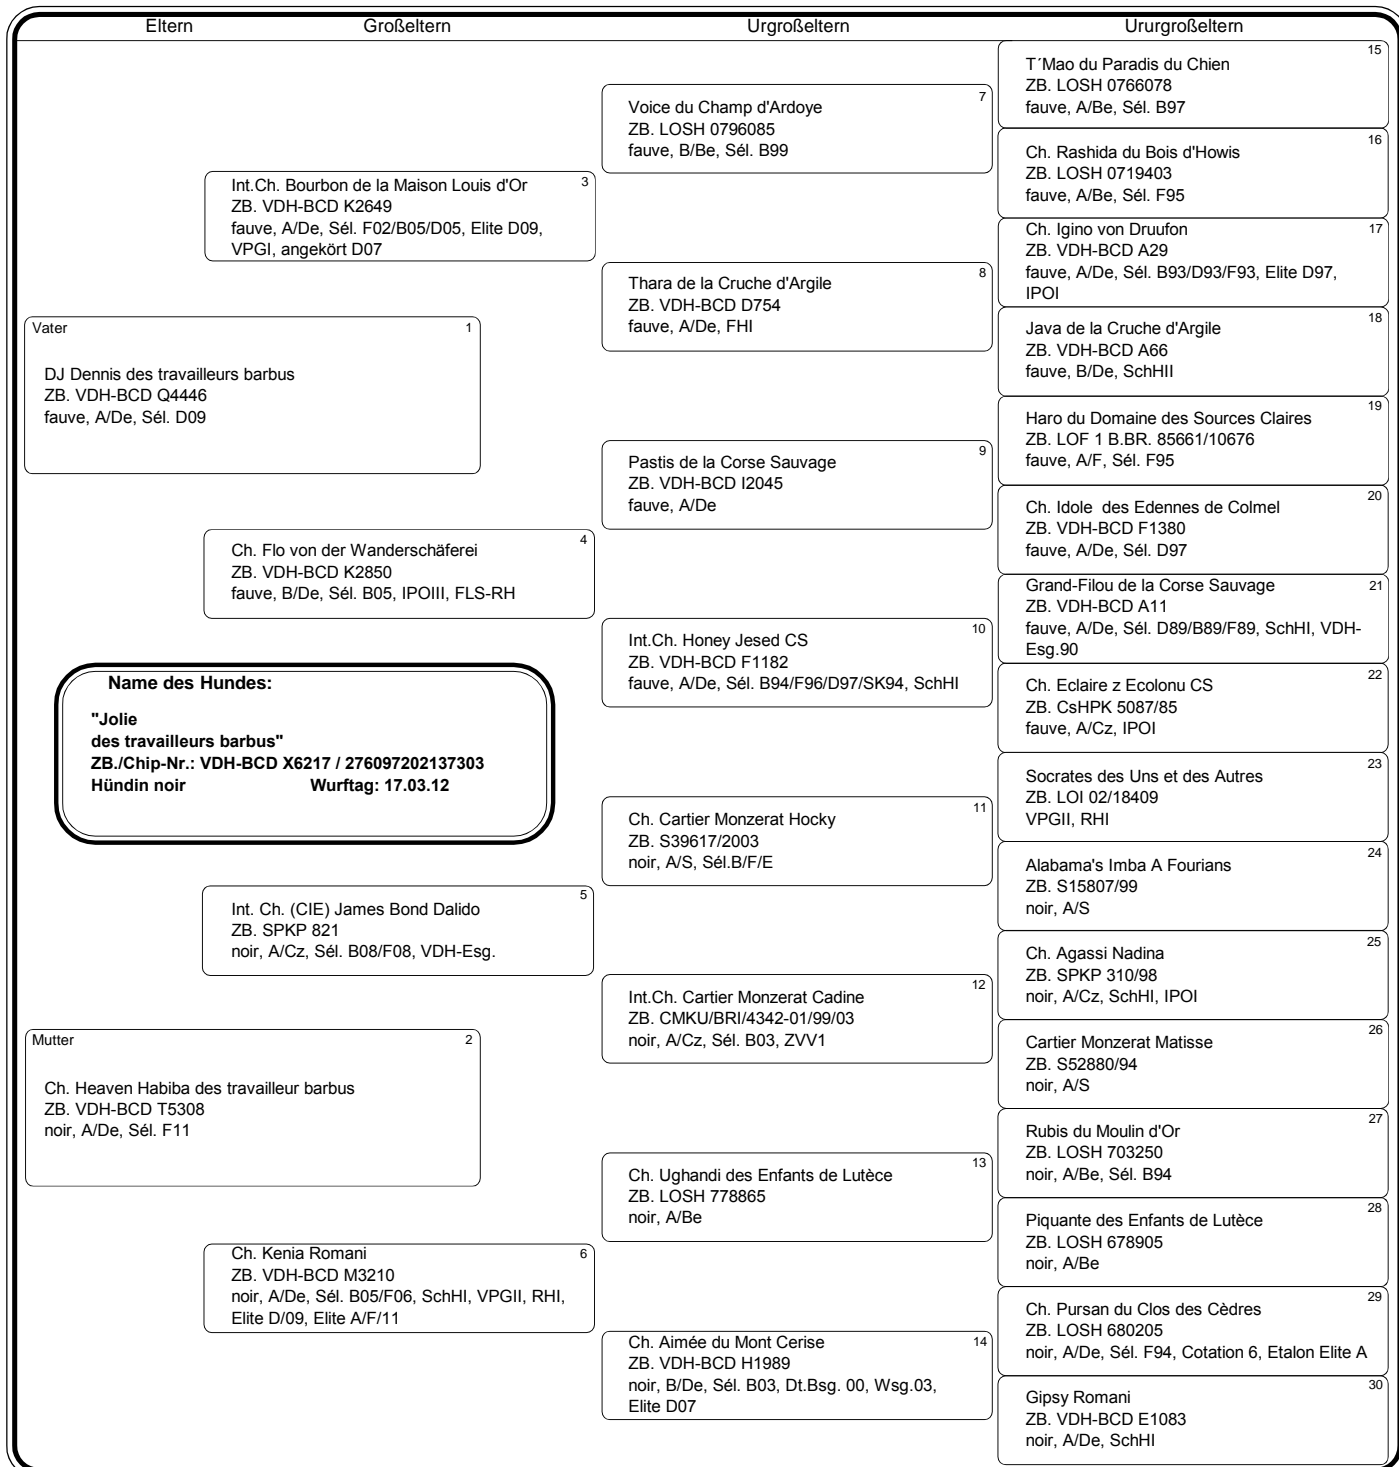 Eltern Großeltern Urgroßeltern Ururgroßeltern
Vater 1
DJ Dennis des travailleurs barbus
ZB. VDH-BCD Q4446
fauve, A/De, Sél. D09
Mutter 2
Ch. Heaven Habiba des travailleur barbus
ZB. VDH-BCD T5308
noir, A/De, Sél. F11
Int.Ch. Bourbon de la Maison Louis d'Or 3
ZB. VDH-BCD K2649
fauve, A/De, Sél. F02/B05/D05, Elite D09,
VPGI, angekört D07
Ch. Flo von der Wanderschäferei 4
ZB. VDH-BCD K2850
fauve, B/De, Sél. B05, IPOIII, FLS-RH
Name des Hundes:
"Jolie
des travailleurs barbus"
ZB./Chip-Nr.: VDH-BCD X6217 / 276097202137303
Hündin noir Wurftag: 17.03.12
Int. Ch. (CIE) James Bond Dalido 5
ZB. SPKP 821
noir, A/Cz, Sél. B08/F08, VDH-Esg.
Ch. Kenia Romani 6
ZB. VDH-BCD M3210
noir, A/De, Sél. B05/F06, SchHI, VPGII, RHI,
Elite D/09, Elite A/F/11
Voice du Champ d'Ardoye 7
ZB. LOSH 0796085
fauve, B/Be, Sél. B99
Thara de la Cruche d'Argile 8
ZB. VDH-BCD D754
fauve, A/De, FHI
Pastis de la Corse Sauvage 9
ZB. VDH-BCD I2045
fauve, A/De
Int.Ch. Honey Jesed CS 10
ZB. VDH-BCD F1182
fauve, A/De, Sél. B94/F96/D97/SK94, SchHI
Ch. Cartier Monzerat Hocky 11
ZB. S39617/2003
noir, A/S, Sél.B/F/E
Int.Ch. Cartier Monzerat Cadine 12
ZB. CMKU/BRI/4342-01/99/03
noir, A/Cz, Sél. B03, ZVV1
Ch. Ughandi des Enfants de Lutèce 13
ZB. LOSH 778865
noir, A/Be
Ch. Aimée du Mont Cerise 14
ZB. VDH-BCD H1989
noir, B/De, Sél. B03, Dt.Bsg. 00, Wsg.03,
Elite D07
T´Mao du Paradis du Chien 15
ZB. LOSH 0766078
fauve, A/Be, Sél. B97
Ch. Rashida du Bois d'Howis 16
ZB. LOSH 0719403
fauve, A/Be, Sél. F95
Ch. Igino von Druufon 17
ZB. VDH-BCD A29
fauve, A/De, Sél. B93/D93/F93, Elite D97,
IPOI
Java de la Cruche d'Argile 18
ZB. VDH-BCD A66
fauve, B/De, SchHII
Haro du Domaine des Sources Claires 19
ZB. LOF 1 B.BR. 85661/10676
fauve, A/F, Sél. F95
Ch. Idole des Edennes de Colmel 20
ZB. VDH-BCD F1380
fauve, A/De, Sél. D97
Grand-Filou de la Corse Sauvage 21
ZB. VDH-BCD A11
fauve, A/De, Sél. D89/B89/F89, SchHI, VDH-
Esg.90
Ch. Eclaire z Ecolonu CS 22
ZB. CsHPK 5087/85
fauve, A/Cz, IPOI
Socrates des Uns et des Autres 23
ZB. LOI 02/18409
VPGII, RHI
Alabama's Imba A Fourians 24
ZB. S15807/99
noir, A/S
Ch. Agassi Nadina 25
ZB. SPKP 310/98
noir, A/Cz, SchHI, IPOI
Cartier Monzerat Matisse 26
ZB. S52880/94
noir, A/S
Rubis du Moulin d'Or 27
ZB. LOSH 703250
noir, A/Be, Sél. B94
Piquante des Enfants de Lutèce 28
ZB. LOSH 678905
noir, A/Be
Ch. Pursan du Clos des Cèdres 29
ZB. LOSH 680205
noir, A/De, Sél. F94, Cotation 6, Etalon Elite A
Gipsy Romani 30
ZB. VDH-BCD E1083
noir, A/De, SchHI